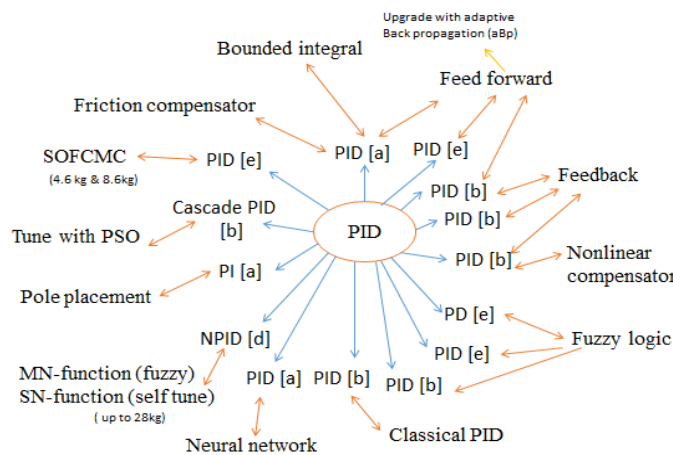 Upgrade with adaptive
Back propagation (aBp)
Bounded integral
Feed forward
Friction compensator
PID [a]
PID [e]
SOFCMC
(4.6 kg & 8.6kg)
PID [e]
PID [b]
Feedback
Cascade PID
[b]
PID [b]
PID
Tune with PSO
PID [b]
Nonlinear
compensator
PI [a]
Pole placement
PD [e]
NPID [d]
Fuzzy logic
PID [e]
MN-function (fuzzy)
SN-function (self tune)
( up to 28kg)
PID [a]
PID [b]
PID [b]
Neural network
Classical PID